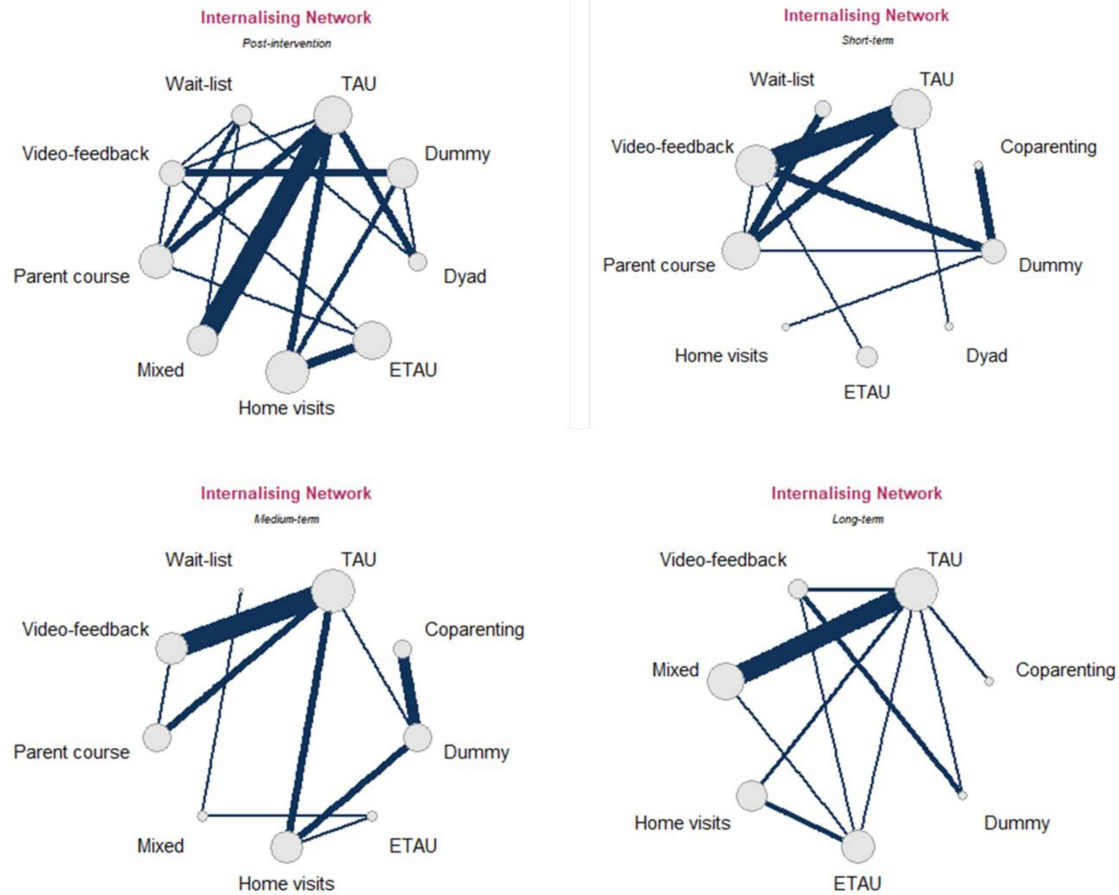 Internalising Network
Post-intervention
Wait-list
TAU
Video-feedback
Dummy
Parent course
Dyad
Mixed
ETAU
Home visits
Internalising Network
Short-term
Wait-list
TAU
Video-feedback
Coparenting
Parent course
Dummy
Home visits
Dyad
ETAU
Internalising Network
Medium-term
Wait-list
TAU
Video-feedback
Coparenting
Parent course
Dummy
Mixed
ETAU
Home visits
Internalising Network
Long-term
Video-feedback
TAU
Mixed
Coparenting
Home visits
Dummy
ETAU